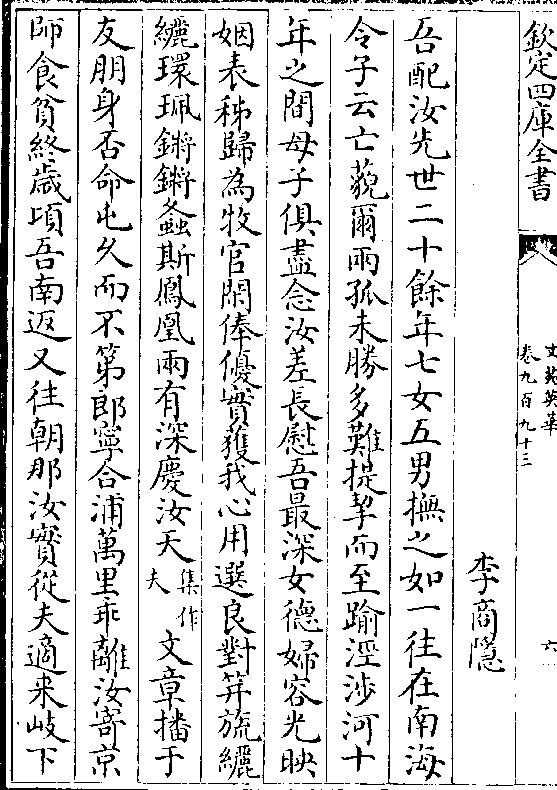 欽定四庫全書
文苑英華
卷九百九十三
六
李商隱
吾配汝先世二十餘年七女五男撫之如一往在南海
令子云亡藐爾兩孤未勝多難提挈而至踰涇涉河十
年之間母子俱盡念汝差長慰吾最深女德婦容光映
姻表秭歸為牧官閑俸優實獲我心用選良對笄旒纚
纚環珮鏘鏘螽斯鳳凰兩有深慶汝天集作夫文章播于
友朋身否命屯久而不第郎寧合浦萬里乖離汝寄京
師食貧終歲頃吾南返又往朝那汝實從夫適来岐下